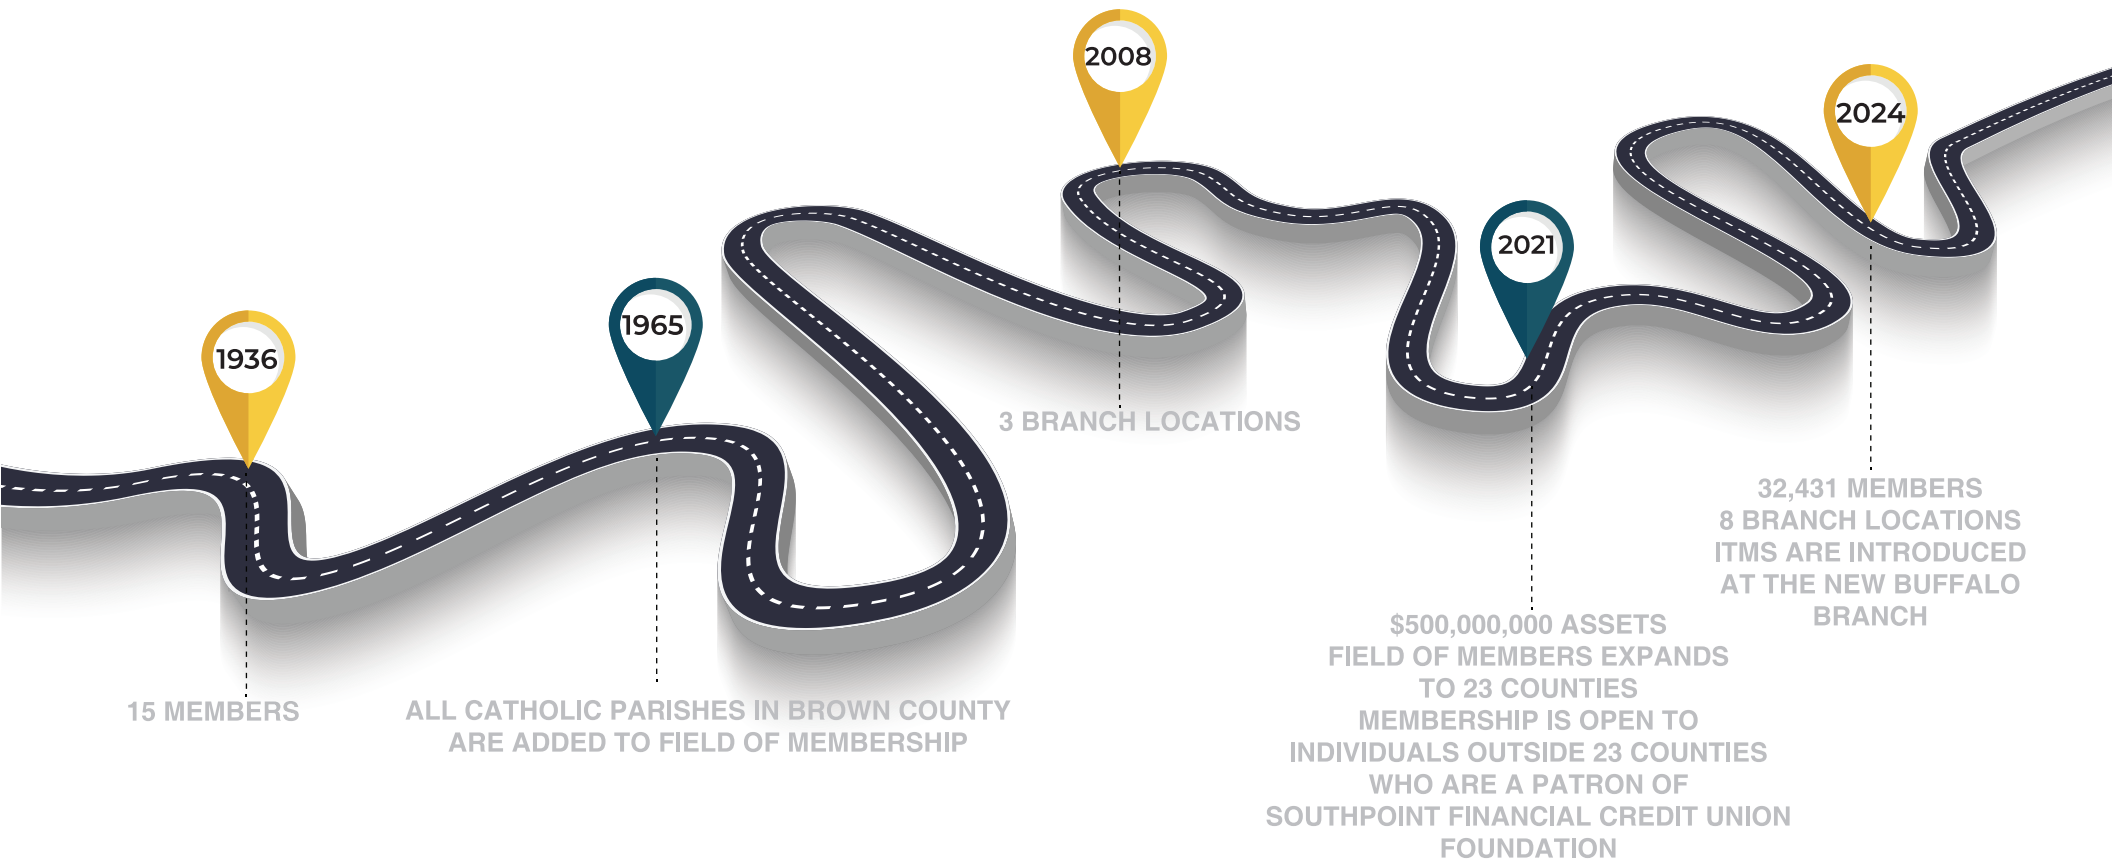 1936
15 MEMBERS
1965
ALL CATHOLIC PARISHES IN BROWN COUNTY
ARE ADDED TO FIELD OF MEMBERSHIP
2008
3 BRANCH LOCATIONS
2021
$500,000,000 ASSETS
FIELD OF MEMBERS EXPANDS
TO 23 COUNTIES
MEMBERSHIP IS OPEN TO
INDIVIDUALS OUTSIDE 23 COUNTIES
WHO ARE A PATRON OF
SOUTHPOINT FINANCIAL CREDIT UNION
FOUNDATION
2024
32,431 MEMBERS
8 BRANCH LOCATIONS
ITMS ARE INTRODUCED
AT THE NEW BUFFALO
BRANCH